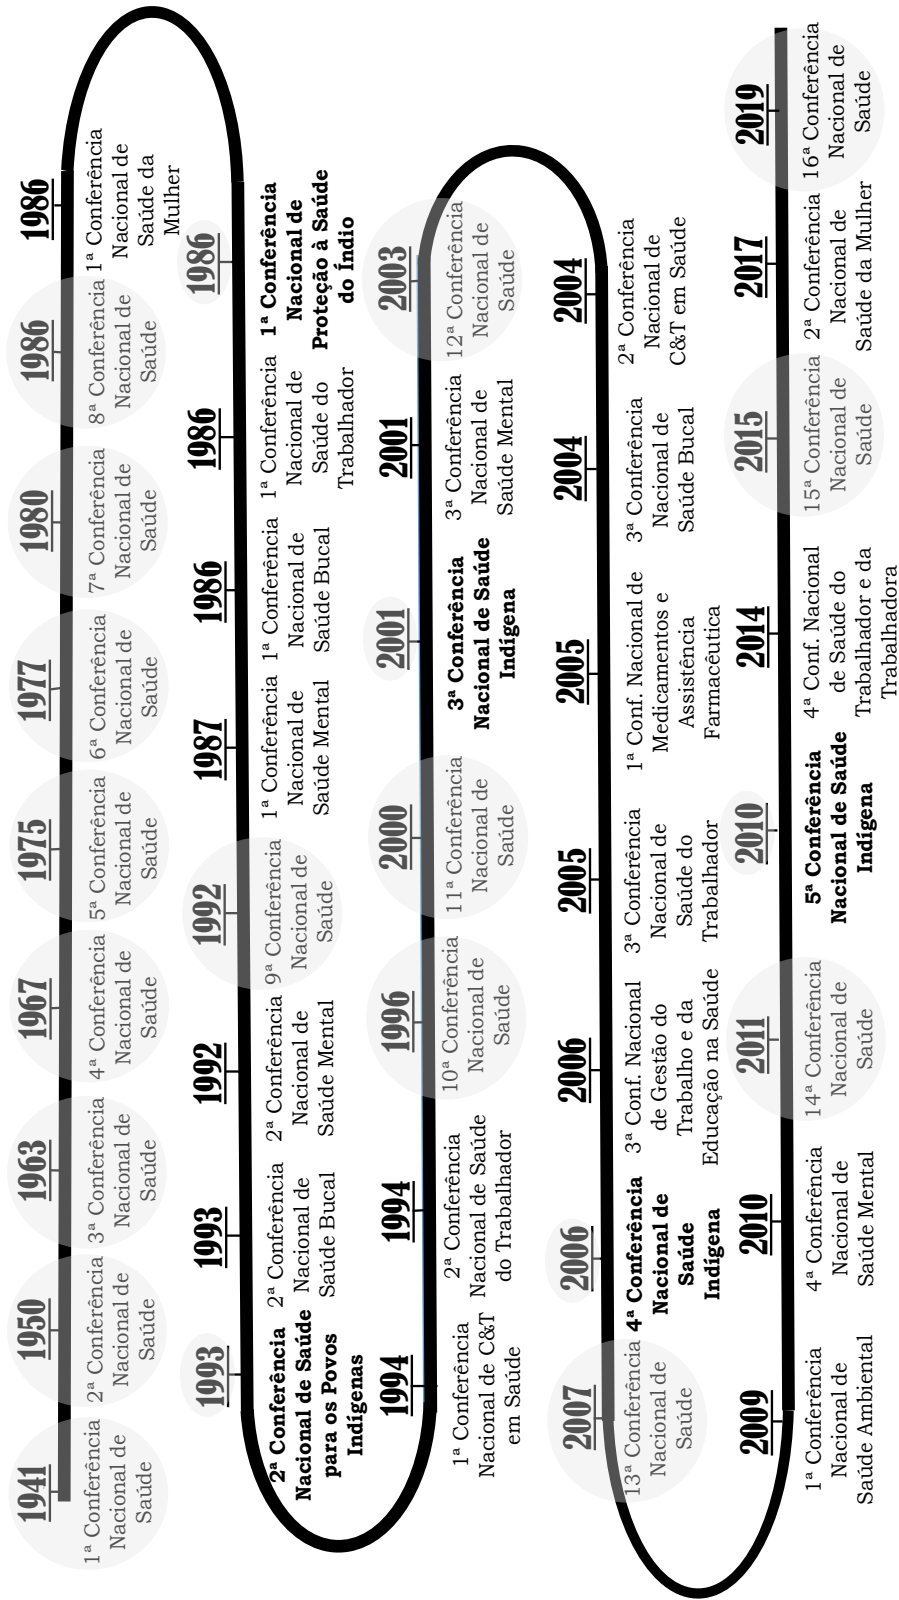 1941
1ª Conferência
Nacional de
Saúde
1950
2ª Conferência
Nacional de
Saúde
1963
3ª Conferência
Nacional de
Saúde
1967
4ª Conferência
Nacional de
Saúde
1975
5ª Conferência
Nacional de
Saúde
1977
6ª Conferência
Nacional de
Saúde
1980
7ª Conferência
Nacional de
Saúde
1986
8ª Conferência
Nacional de
Saúde
1986
1ª Conferência
Nacional de
Saúde da
Mulher
1986
1ª Conferência
Nacional de
Proteção à Saúde
do Índio
1986
1ª Conferência
Nacional de
Saúde do
Trabalhador
1986
1ª Conferência
Nacional de
Saúde Bucal
1987
1ª Conferência
Nacional de
Saúde Mental
1992
9ª Conferência
Nacional de
Saúde
1992
2ª Conferência
Nacional de
Saúde Mental
1993
2ª Conferência
Nacional de
Saúde Bucal
1993
2ª Conferência
Nacional de Saúde
para os Povos
Indígenas
1994
1ª Conferência
Nacional de C&T
em Saúde
1994
2ª Conferência
Nacional de Saúde
do Trabalhador
1996
10ª Conferência
Nacional de
Saúde
2000
11ª Conferência
Nacional de
Saúde
2001
3ª Conferência
Nacional de Saúde
Indígena
2001
3ª Conferência
Nacional de
Saúde Mental
2003
12ª Conferência
Nacional de
Saúde
2004
2ª Conferência
Nacional de
C&T em Saúde
2004
3ª Conferência
Nacional de
Saúde Bucal
2005
1ª Conf. Nacional de
Medicamentos e
Assistência
Farmacêutica
2005
3ª Conferência
Nacional de
Saúde do
Trabalhador
2006
3ª Conf. Nacional
de Gestão do
Trabalho e da
Educação na Saúde
2006
4ª Conferência
Nacional de
Saúde
Indígena
2007
13ª Conferência
Nacional de
Saúde
2009
1ª Conferência
Nacional de
Saúde Ambiental
2010
4ª Conferência
Nacional de
Saúde Mental
2011
14ª Conferência
Nacional de
Saúde
2010
5ª Conferência
Nacional de Saúde
Indígena
2014
4ª Conf. Nacional
de Saúde do
Trabalhador e da
Trabalhadora
2015
15ª Conferência
Nacional de
Saúde
2017
2ª Conferência
Nacional de
Saúde da Mulher
2019
16ª Conferência
Nacional de
Saúde